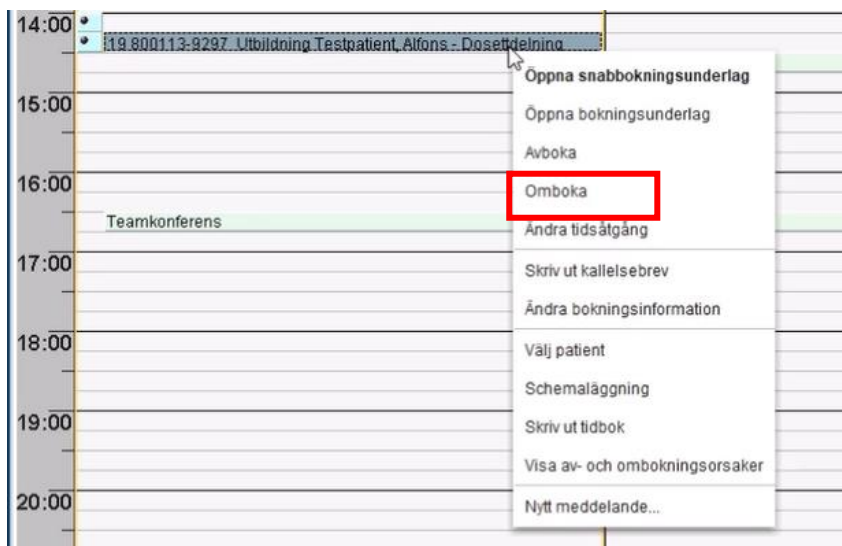 14:00
19 800113-9297, Utbildning Testpatient, Alfons - Dosettdelning
Öppna snabbokningsunderlag
15:00
Öppna bokningsunderlag
Avboka
16:00
Omboka
Teamkonferens
Ändra tidsåtgång
17:00
Skriv ut kallelsebrev
Ändra bokningsinformation
18:00
Välj patient
Schemaläggning
19:00
Skriv ut tidbok
Visa av- och ombokningsorsaker
20:00
Nytt meddelande...